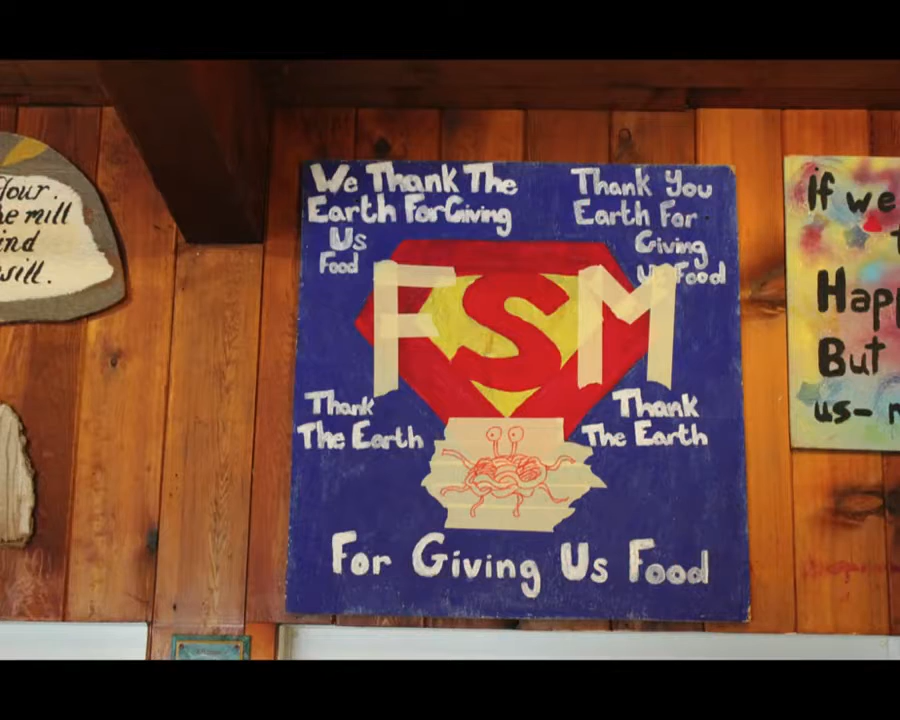 We Thank The
Earth For Giving
Us
Food
Thank You
Earth For
Giving
Us Food
FSM
Thank
The Earth
Thank
The Earth
For Giving Us Food
the mill
will.
If we
Happ
But
us-